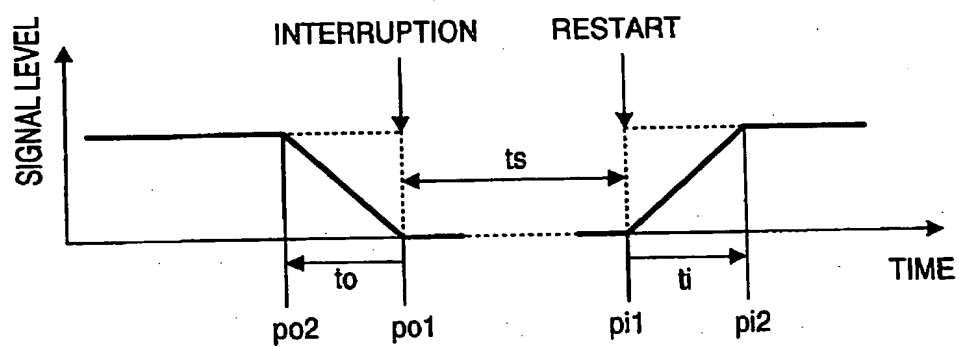 INTERRUPTION
RESTART
SIGNAL LEVEL
ts
to
ti
TIME
po2
po1
pi1
pi2